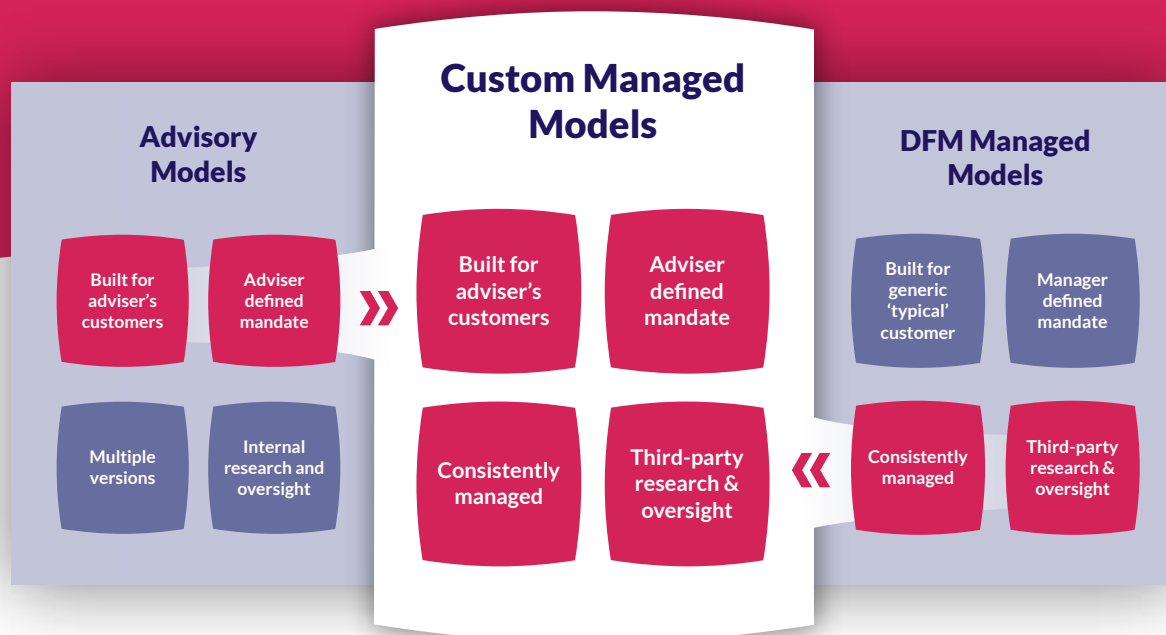 Advisory
Models
Built for
adviser's
customers
Adviser
defined
mandate
Multiple
versions
Internal
research and
oversight
Custom Managed
Models
Built for
adviser's
customers
Adviser
defined
mandate
Consistently
managed
Third-party
research &
oversight
DFM Managed
Models
Built for
generic
‘typical’
customer
Manager
defined
mandate
Consistently
managed
Third-party
research &
oversight